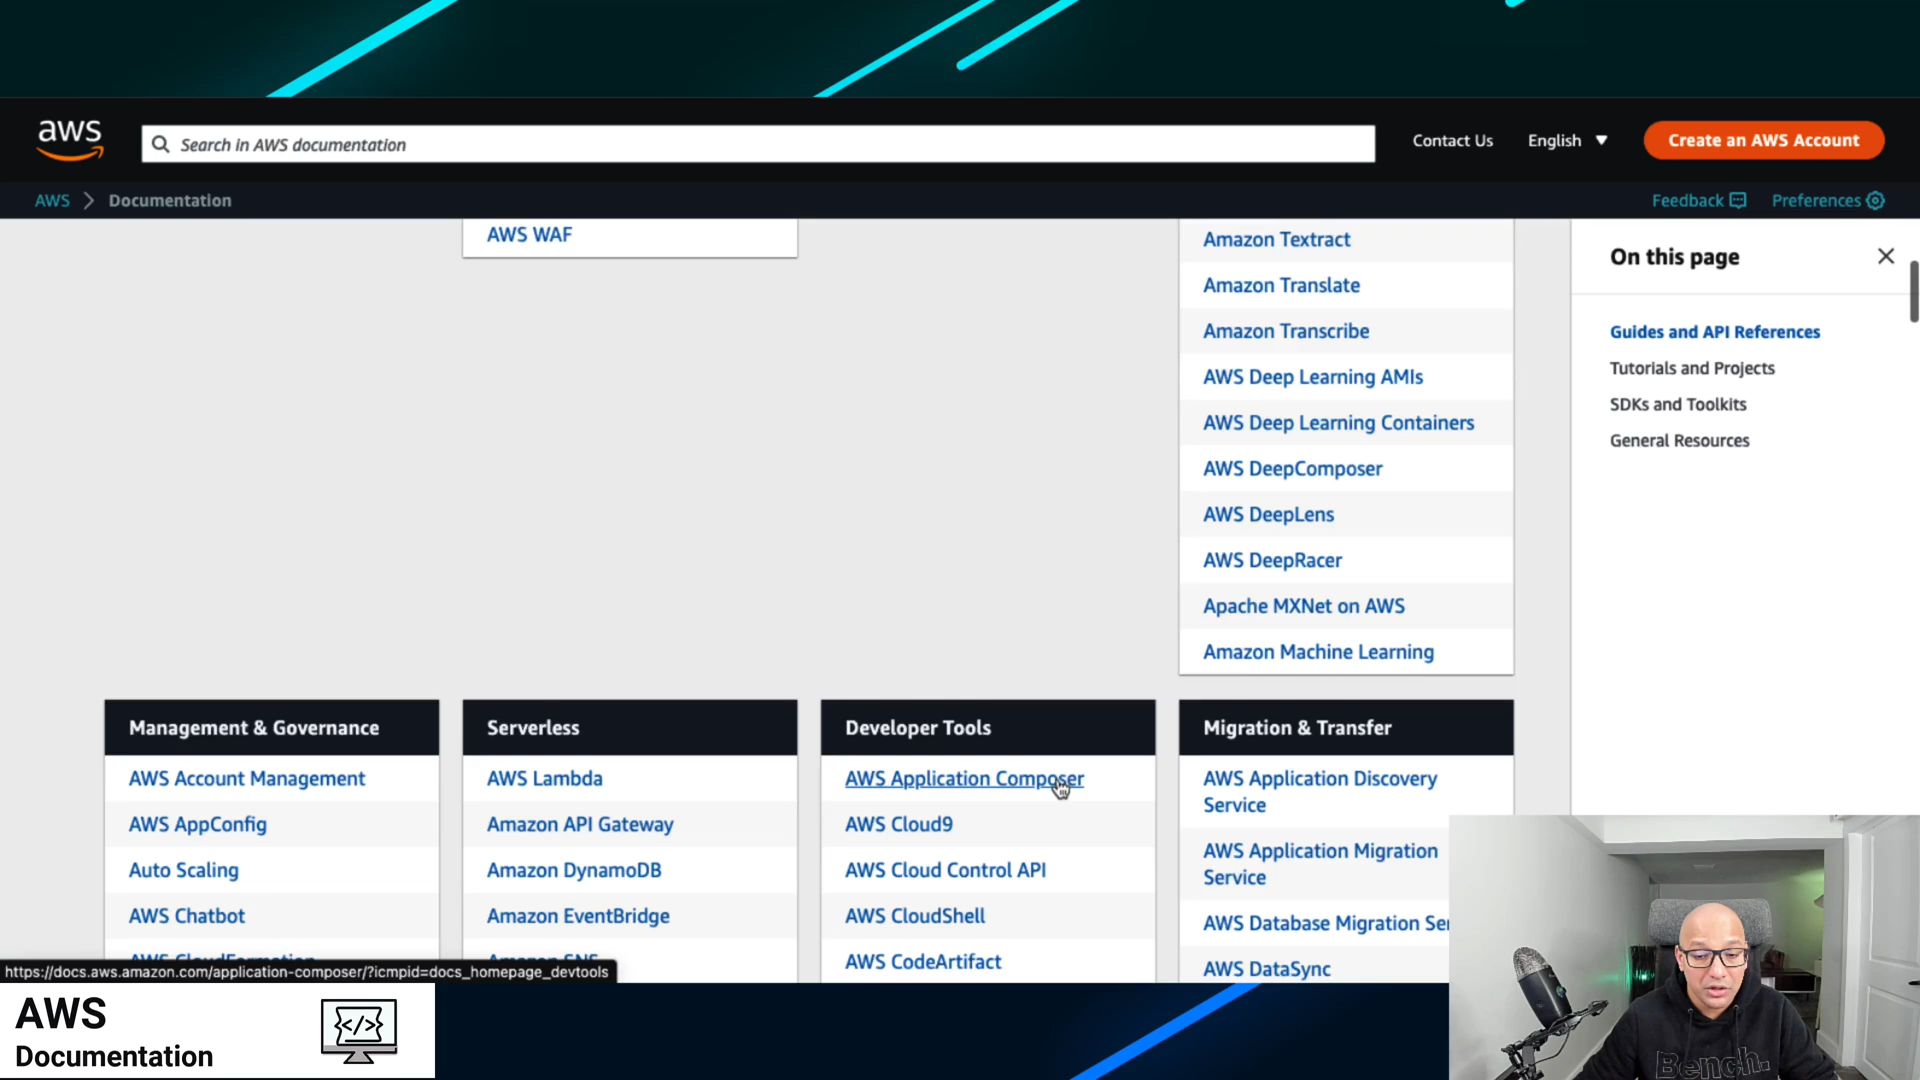 aws
Search in AWS documentation
Contact Us
English
Create an AWS Account
AWS
Documentation
Feedback
Preferences
AWS WAF
Amazon Textract
Amazon Translate
Amazon Transcribe
AWS Deep Learning AMIs
AWS Deep Learning Containers
AWS DeepComposer
AWS DeepLens
AWS DeepRacer
Apache MXNet on AWS
Amazon Machine Learning
On this page
Guides and API References
Tutorials and Projects
SDKs and Toolkits
General Resources
Management & Governance
AWS Account Management
AWS AppConfig
Auto Scaling
AWS Chatbot
AWS CloudFormation
Serverless
AWS Lambda
Amazon API Gateway
Amazon DynamoDB
Amazon EventBridge
Amazon SNS
Developer Tools
AWS Application Composer
AWS Cloud9
AWS Cloud Control API
AWS CloudShell
AWS CodeArtifact
Migration & Transfer
AWS Application Discovery
Service
AWS Application Migration
Service
AWS Database Migration Ser
AWS DataSync
https://docs.aws.amazon.com/application-composer/?icmpid=docs_homepage_devtools
AWS
Documentation
</>
Bench.